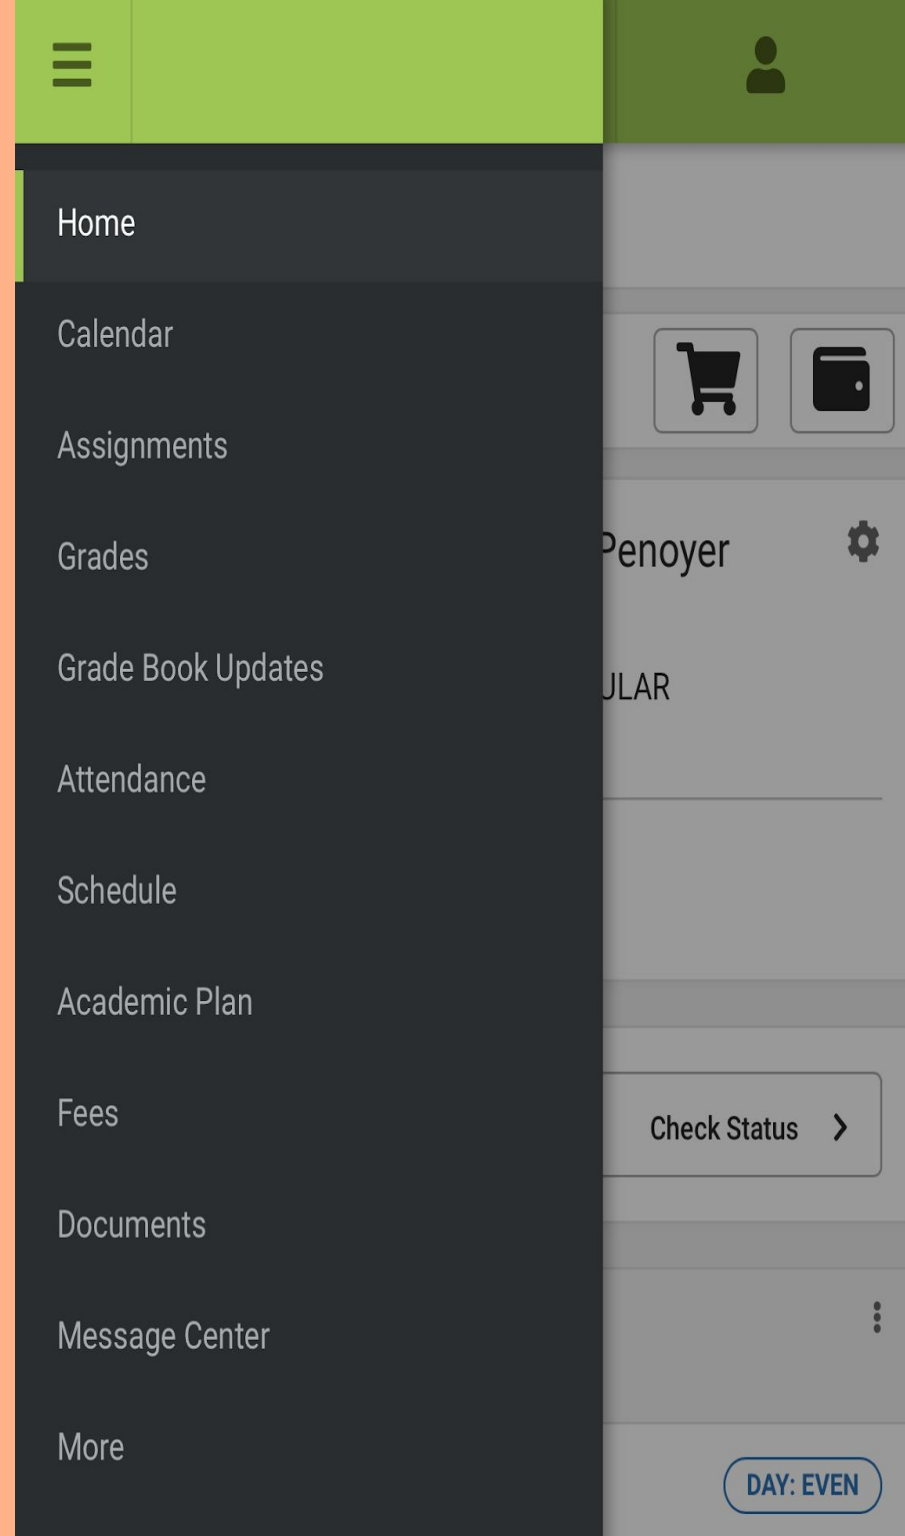 Home
Calendar
Assignments
Grades
Grade Book Updates
Attendance
Schedule
Academic Plan
Fees
Documents
Message Center
More
Penoyer
ULAR
Check Status
DAY: EVEN